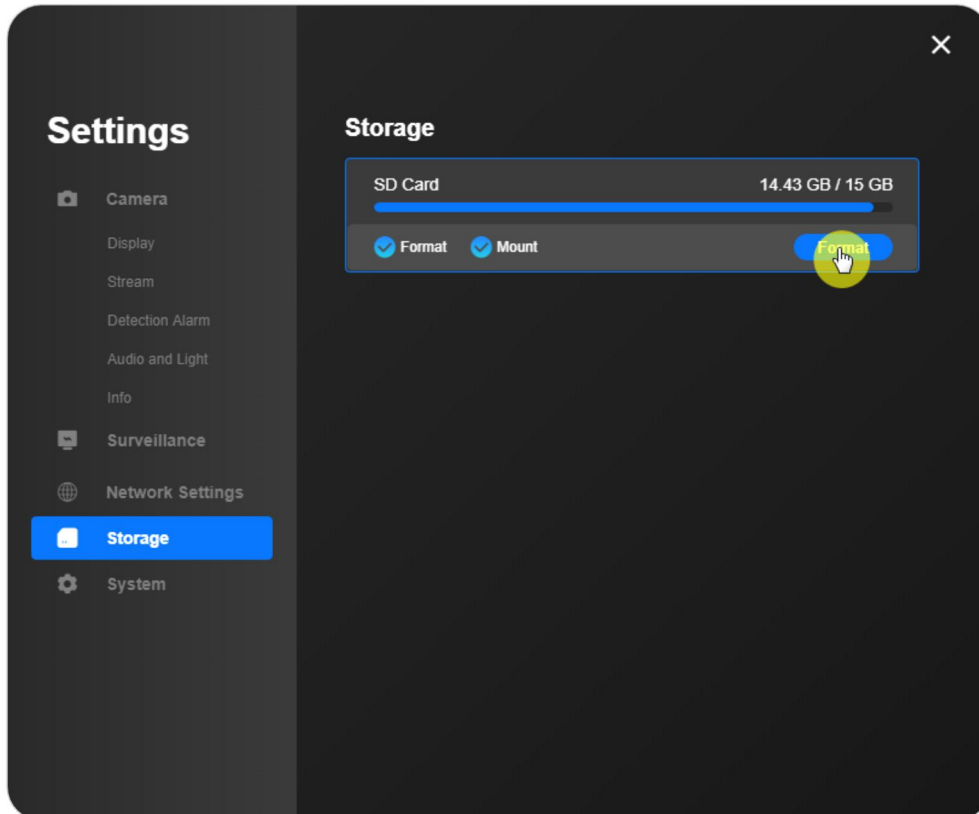 Settings
Camera
Display
Stream
Detection Alarm
Audio and Light
Info
Surveillance
Network Settings
Storage
System
Storage
SD Card 14.43 GB / 15 GB
Format Mount Format